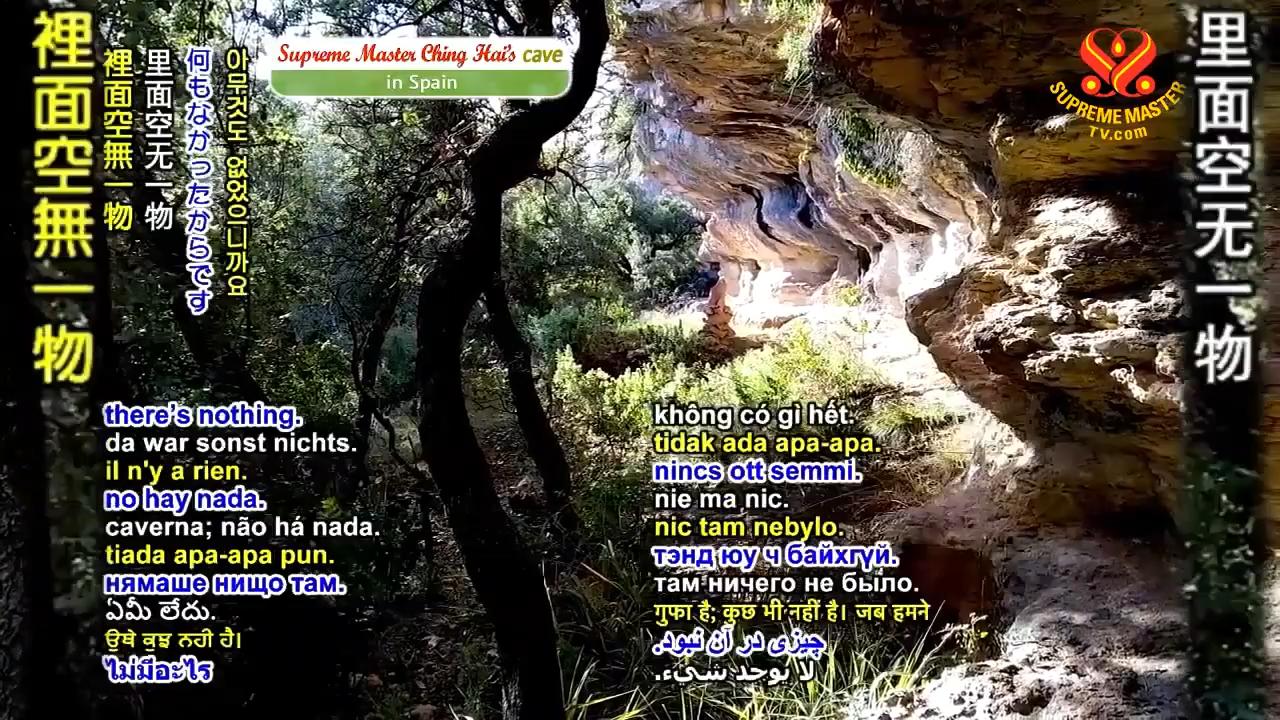 裡面空無一物
裡面空无一物
里面空无一物
何もなかったからです
아무것도 없었으니까요
Supreme Master Ching Hai's cave
in Spain
SUPREME MASTER
TV.com
里面空无一物
there's nothing.
da war sonst nichts.
il n'y a rien.
no hay nada.
caverna; não há nada.
tiada apa-apa pun.
нямаше нищо там.
ఏమీ లేదు.
ਉਥੇ ਕੁਝ ਨਹੀ ਹੈ।
ไม่มีอะไร
không có gì hết.
tidak ada apa-apa.
nincs ott semmi.
nie ma nic.
nic tam nebylo.
тэнд юу ч байхгүй.
там ничего не было.
गुफा है; कुछ भी नहीं है। जब हमने
چیزی در آن نبود.
لا يوجد شيء.